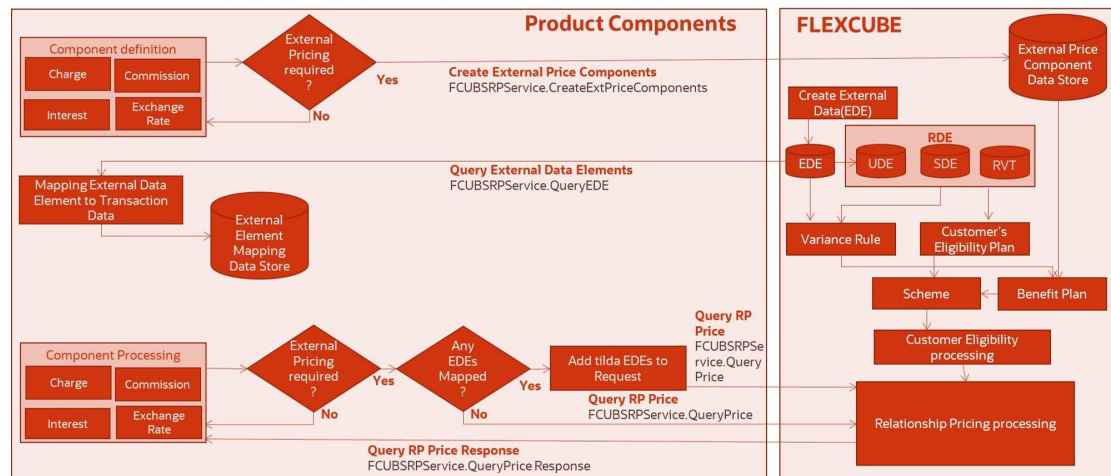 Product Components
FLEXCUBE
Component definition
Charge
Commission
Interest
Exchange
Rate
External
Pricing
required
?
Yes
No
Create External Price Components
FCUBSRPService.CreateExtPriceComponents
External Price
Component
Data Store
Create External
Data(EDE)
RDE
EDE
UDE
SDE
RVT
Query External Data Elements
FCUBSRPService.QueryEDE
Mapping External Data
Element to Transaction
Data
External
Element
Mapping
Data Store
Variance Rule
Customer's
Eligibility Plan
Scheme
Benefit Plan
Customer Eligibility
processing
Component Processing
Charge
Commission
Interest
Exchange
Rate
External
Pricing
required
?
Yes
No
Any
EDEs
Mapped
?
Yes
No
Add tilda EDEs to
Request
Query RP
Price
FCUBSRPSe
rvice.Query
Price
Query RP Price
FCUBSRPService.QueryPrice
Relationship Pricing processing
Query RP Price Response
FCUBSRPService.QueryPrice Response